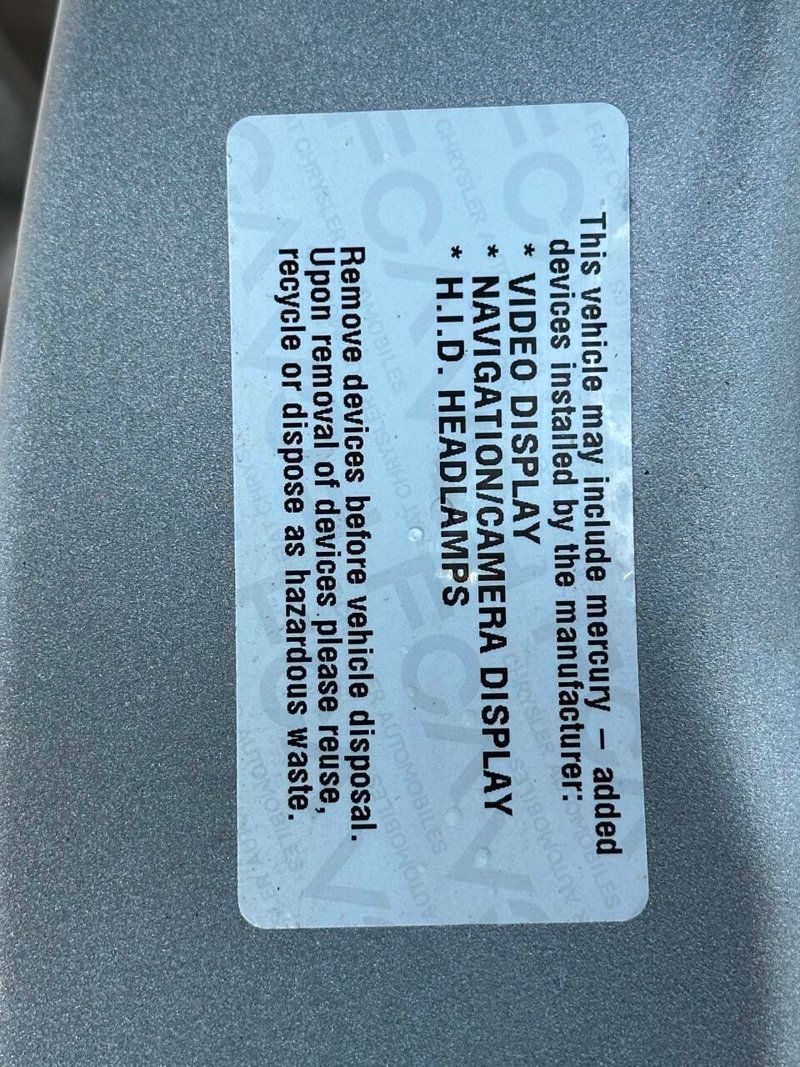 This vehicle may include mercury – added
devices installed by the manufacturer:
* VIDEO DISPLAY
* NAVIGATION/CAMERA DISPLAY
* H.I.D. HEADLAMPS
Remove devices before vehicle disposal.
Upon removal of devices please reuse,
recycle or dispose as hazardous waste.